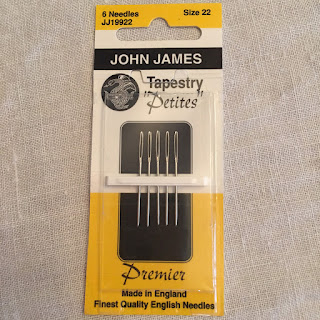 6 Needles Size 22
JJ19922
JOHN JAMES
Tapestry
"Petites"
Premier
Made in England
Finest Quality English Needles